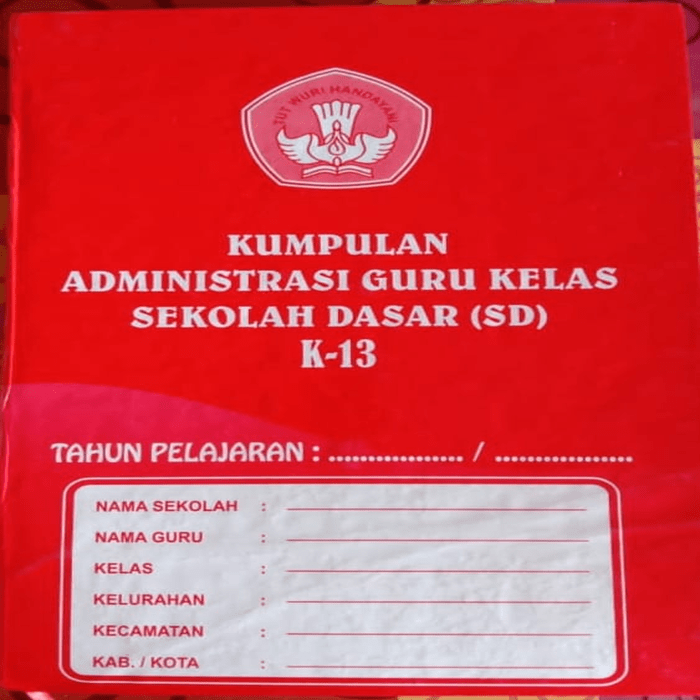 TUT WURI HANDAYANI
KUMPULAN
ADMINISTRASI GURU KELAS
SEKOLAH DASAR (SD)
K-13
TAHUN PELAJARAN : ................. / .................
NAMA SEKOLAH :
NAMA GURU :
KELAS :
KELURAHAN :
KECAMATAN :
KAB. / KOTA :